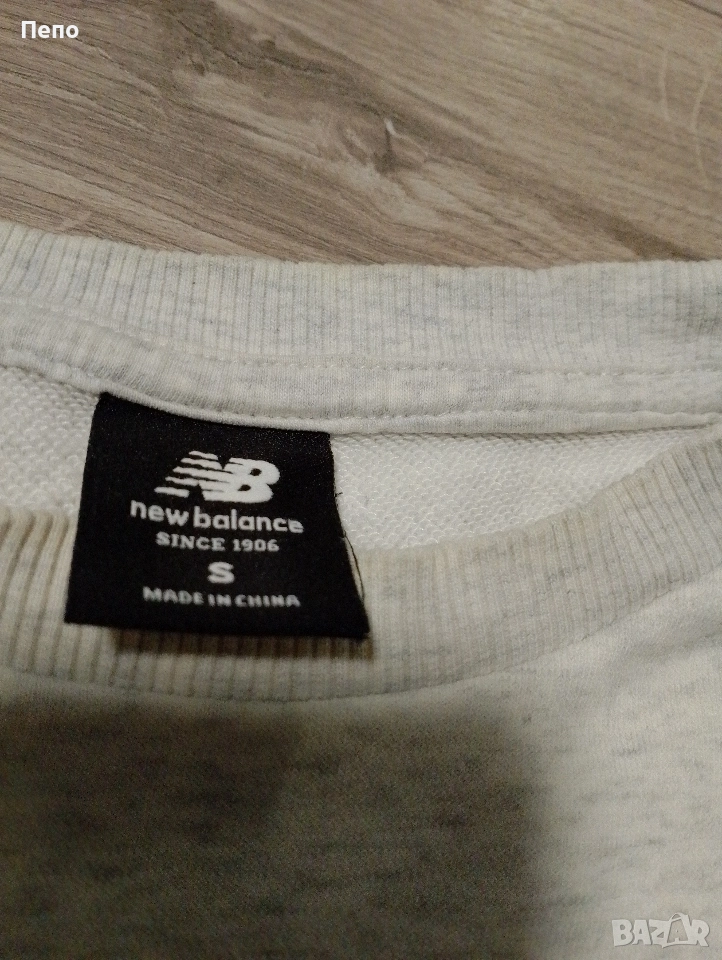 Пепо
NB
new balance
SINCE 1906
S
MADE IN CHINA
BAZAR